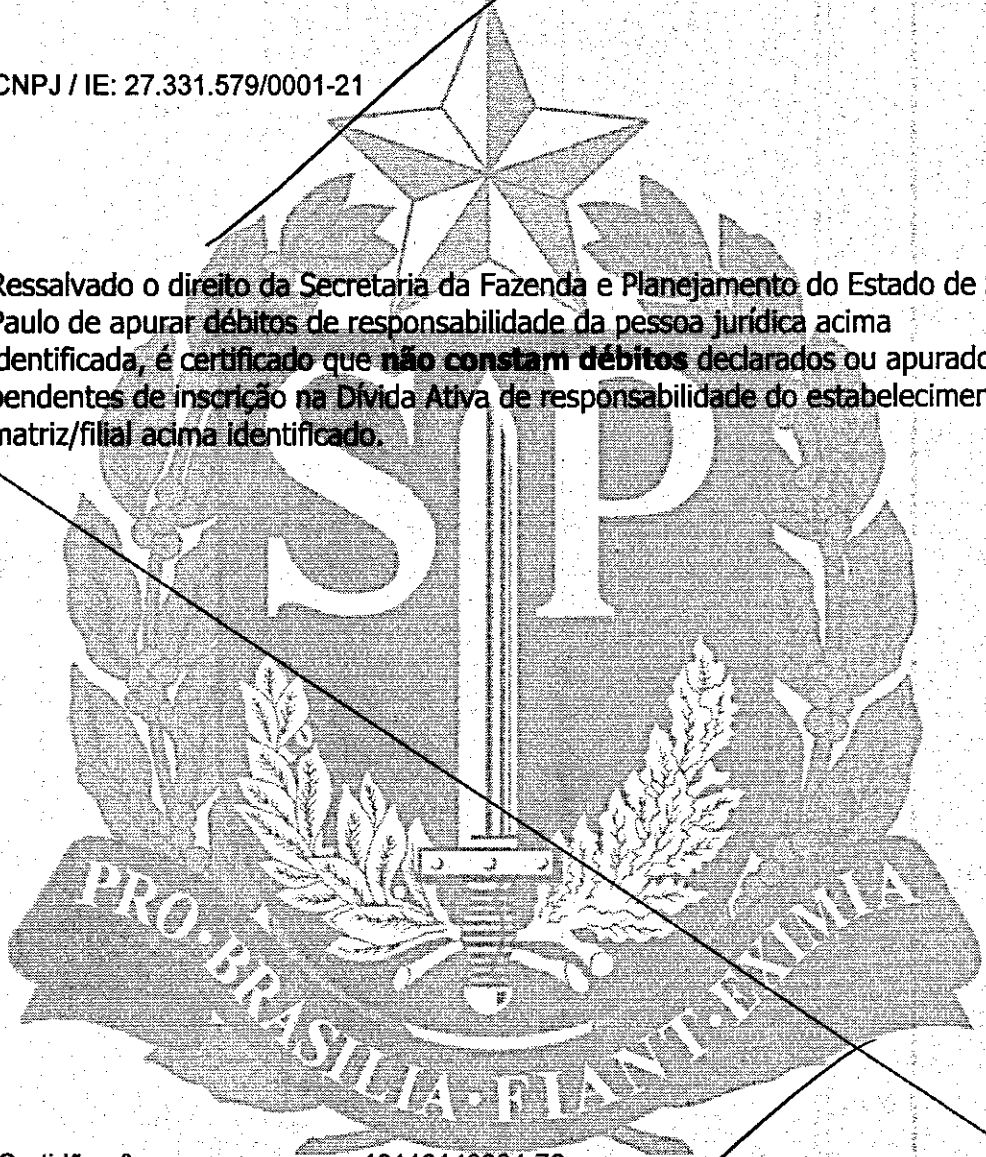 CNPJ / IE: 27.331.579/0001-21
Ressalvado o direito da Secretaria da Fazenda e Planejamento do Estado de
Paulo de apurar débitos de responsabilidade da pessoa jurídica acima
identificada, é certificado que não constam débitos declarados ou apurado
pendentes de inscrição na Dívida Ativa de responsabilidade do estabelecimen
matriz/filial acima identificado.
SP
PRO·BRASILIA·FIANT·EXIMIA